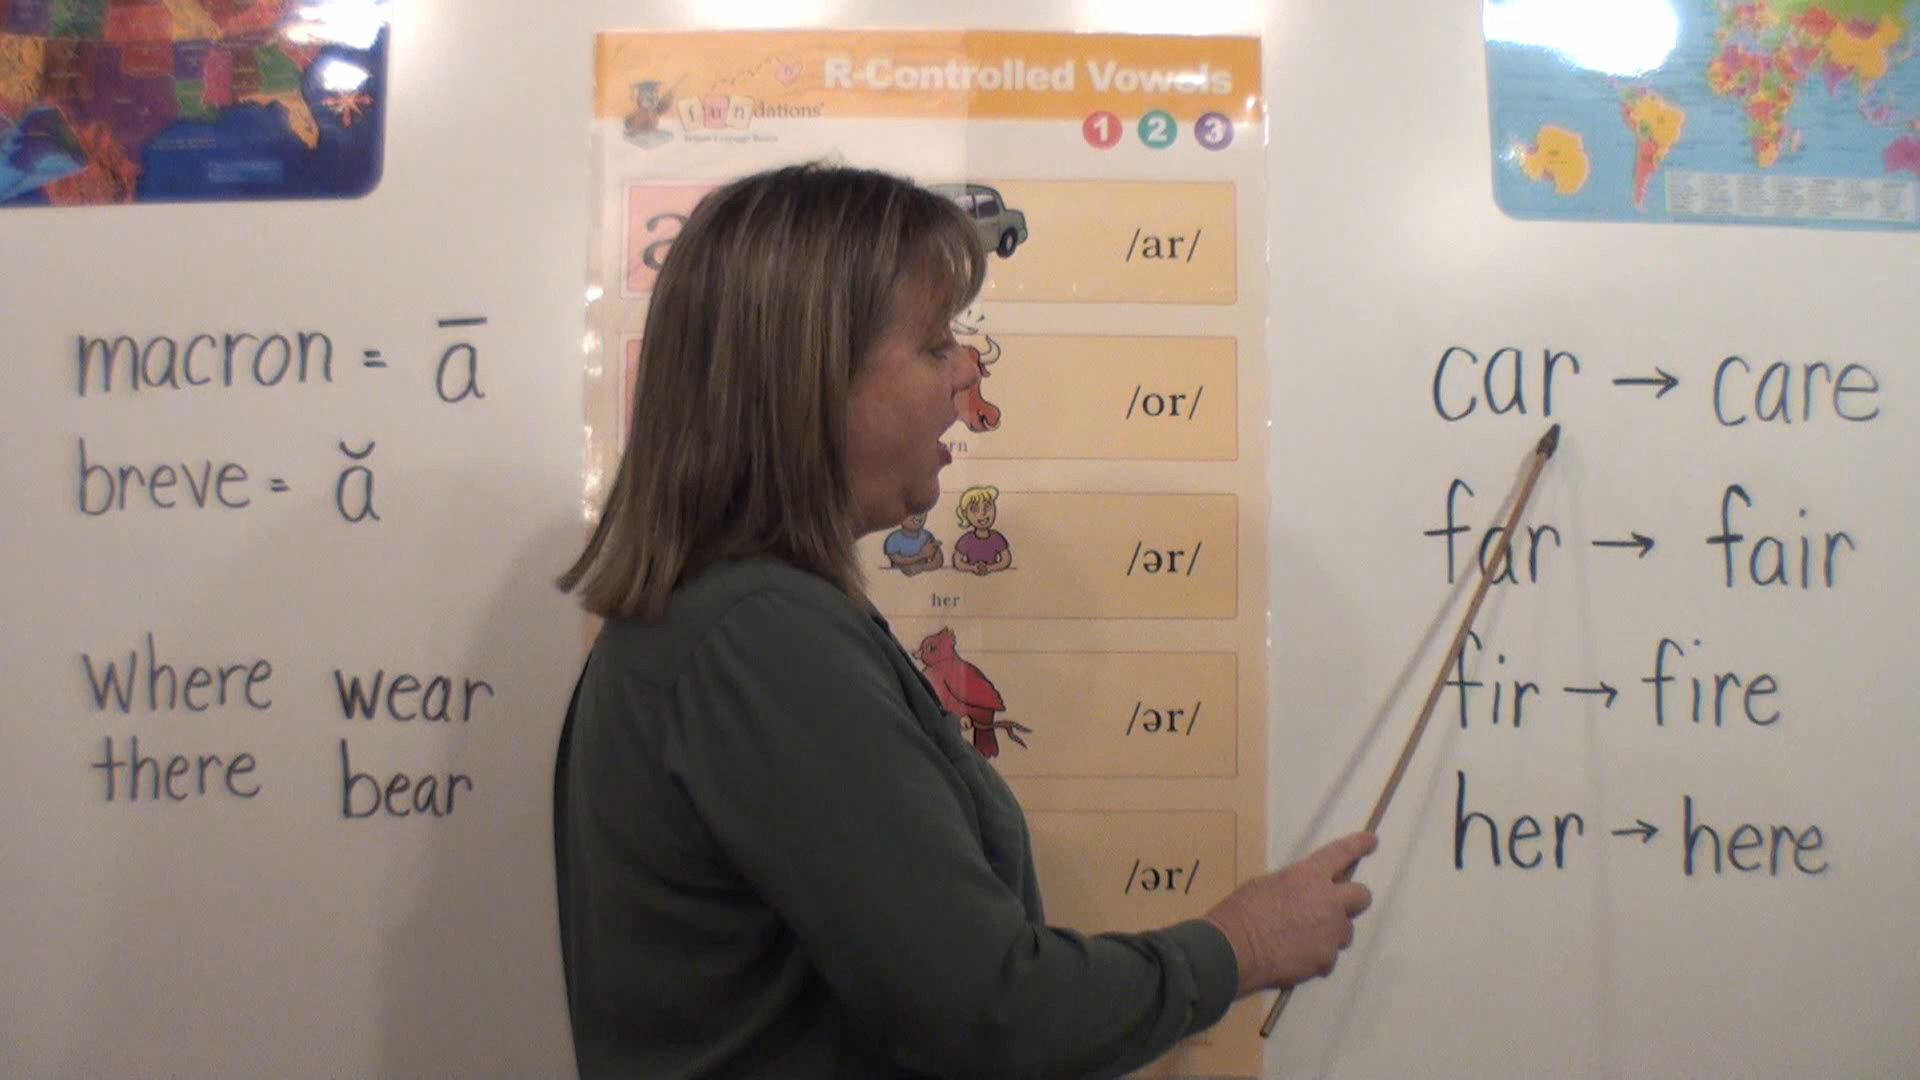 R-Controlled Vowels
fundations
1 2 3
/ar/
/or/
/ər/
her
/ər/
/ər/
macron = ā
breve = ă
where wear
there bear
car → care
far → fair
fir → fire
her → here